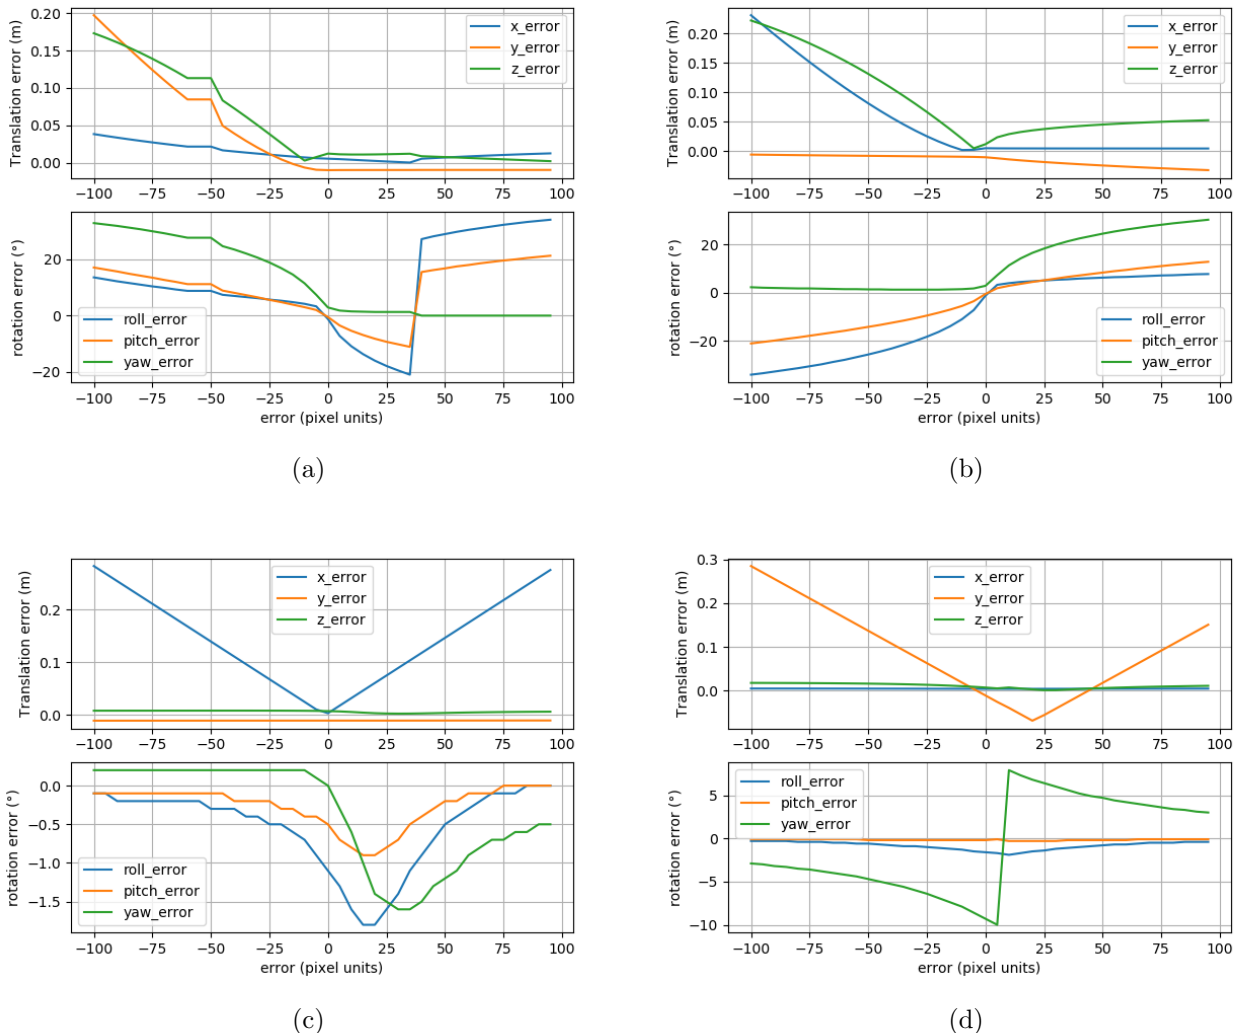 0.20
0.15
0.10
0.05
0.00
Translation error (m)
x_error
y_error
z_error
−100 −75 −50 −25 0 25 50 75 100
20
0
−20
rotation error (°)
roll_error
pitch_error
yaw_error
−100 −75 −50 −25 0 25 50 75 100
error (pixel units)
(a)
0.20
0.15
0.10
0.05
0.00
Translation error (m)
x_error
y_error
z_error
−100 −75 −50 −25 0 25 50 75 100
20
0
−20
rotation error (°)
roll_error
pitch_error
yaw_error
−100 −75 −50 −25 0 25 50 75 100
error (pixel units)
(b)
0.2
0.1
0.0
Translation error (m)
x_error
y_error
z_error
−100 −75 −50 −25 0 25 50 75 100
0.0
−0.5
−1.0
−1.5
rotation error (°)
roll_error
pitch_error
yaw_error
−100 −75 −50 −25 0 25 50 75 100
error (pixel units)
(c)
0.3
0.2
0.1
0.0
Translation error (m)
x_error
y_error
z_error
−100 −75 −50 −25 0 25 50 75 100
5
0
−5
−10
rotation error (°)
roll_error
pitch_error
yaw_error
−100 −75 −50 −25 0 25 50 75 100
error (pixel units)
(d)